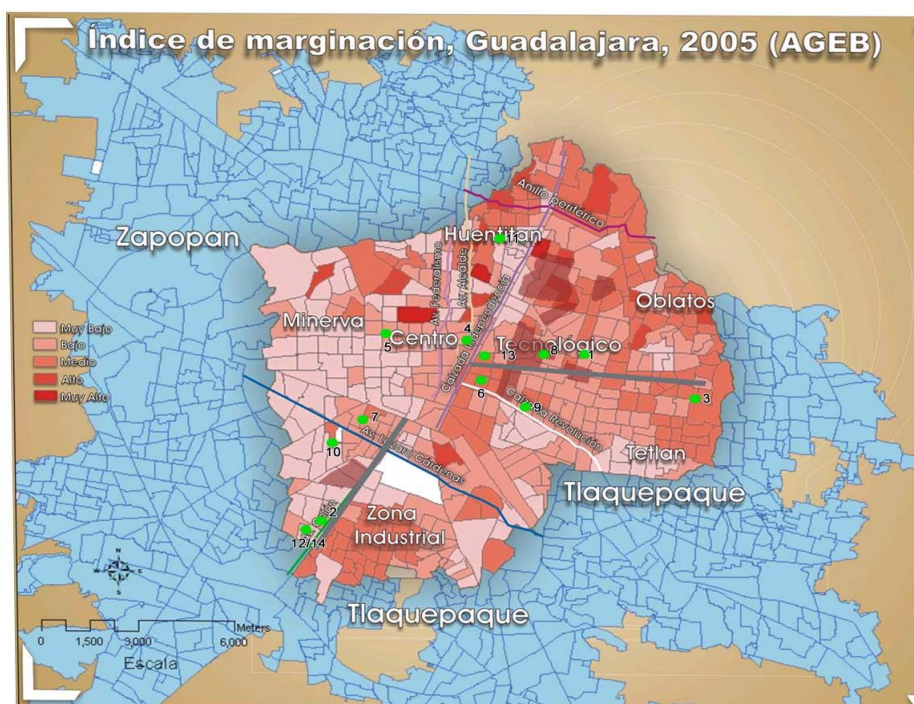 Índice de marginación, Guadalajara, 2005 (AGEB)
Anillo periférico
Zapopan
Huentitan
11
Av. Federalismo
Av. Alcalde
Calzada Independencia
Oblatos
Minerva
Muy Bajo
Bajo
Medio
Alto
Muy Alto
Centro
4
5
Tecnológico
13
8
1
6
3
9
Calzada Revolución
7
Av. Lázaro Cárdenas
10
Tetlan
Tlaquepaque
2
Zona
Industrial
12/14
N
W
E
S
Tlaquepaque
0
1,500
3,000
6,000
Meters
Escala